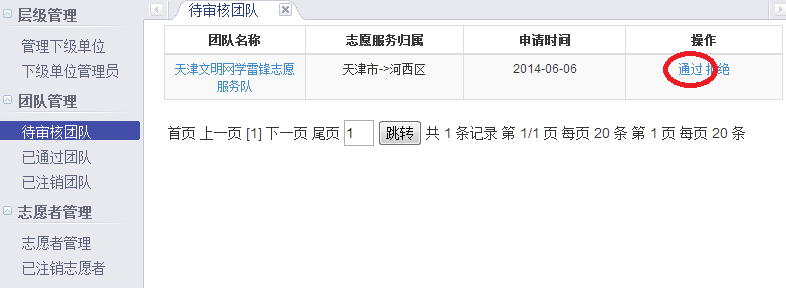 层级管理
管理下级单位
下级单位管理员
团队管理
待审核团队
已通过团队
已注销团队
志愿者管理
志愿者管理
已注销志愿者
待审核团队
团队名称 志愿服务归属 申请时间 操作
天津文明网学雷锋志愿 天津市->河西区 2014-06-06 通过 拒绝
服务队
首页 上一页 [1] 下一页 尾页 1 跳转 共 1 条记录 第 1/1 页 每页 20 条 第 1 页 每页 20 条